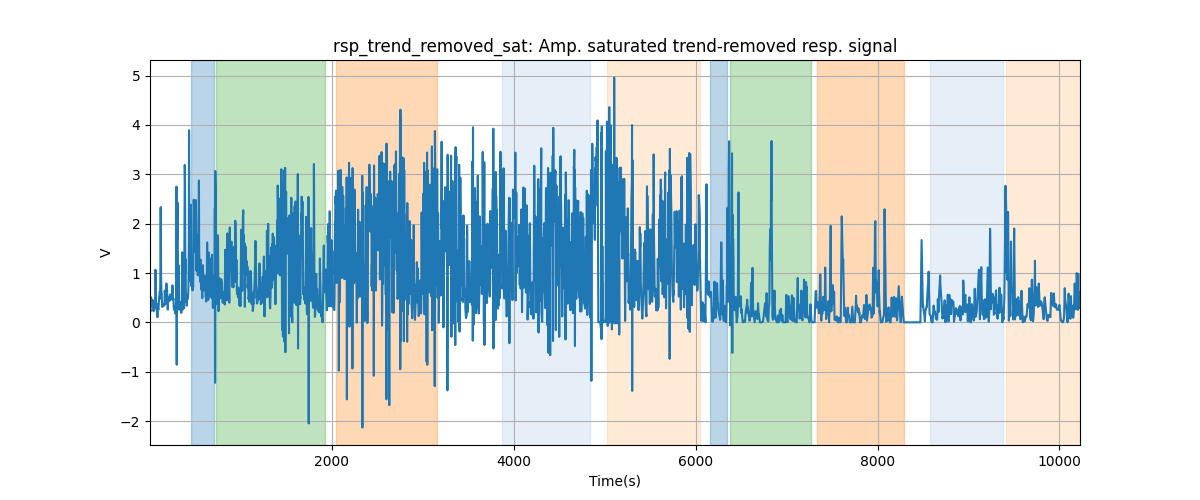 rsp_trend_removed_sat: Amp. saturated trend-removed resp. signal
5
4
3
2
1
0
−1
−2
V
2000 4000 6000 8000 10000
Time(s)